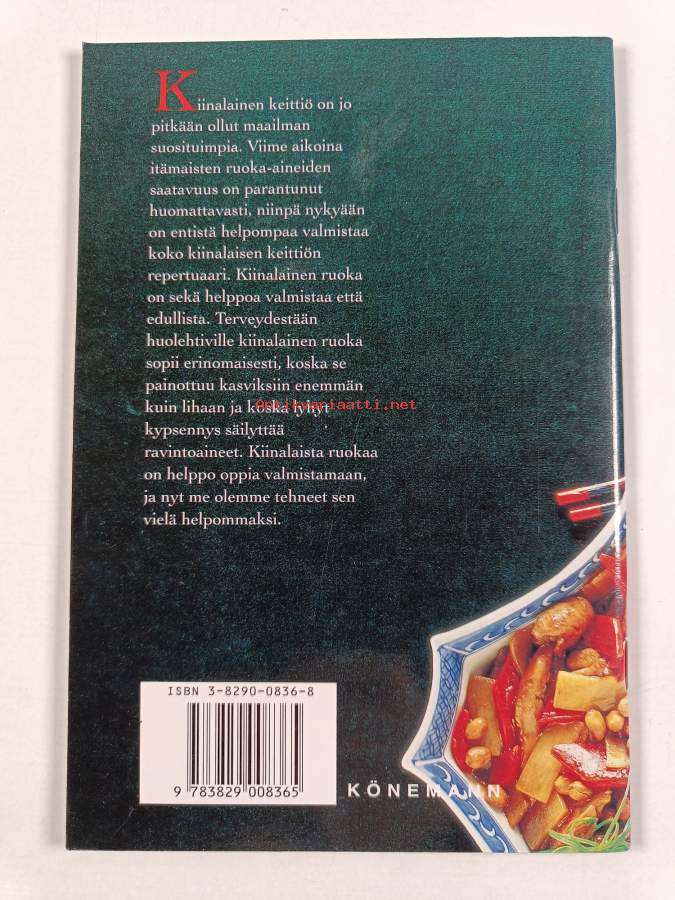 Kiinalainen keittiö on jo
pitkään ollut maailman
suosituimpia. Viime aikoina
itämaisten ruoka-aineiden
saatavuus on parantunut
huomattavasti, niinpä nykyään
on entistä helpompaa valmistaa
koko kiinalaisen keittiön
repertuaari. Kiinalainen ruoka
on sekä helppoa valmistaa että
edullista. Terveydestään
huolehtiville kiinalainen ruoka
sopii erinomaisesti, koska se
painottuu kasviksiin enemmän
kuin lihaan ja koska lyhyt
Antikvariaatti.net
kypsennys säilyttää
ravintoaineet. Kiinalaista ruokaa
on helppo oppia valmistamaan,
ja nyt me olemme tehneet sen
vielä helpommaksi.
ISBN 3-8290-0836-8
9 783829 008365
KÖNEMANN